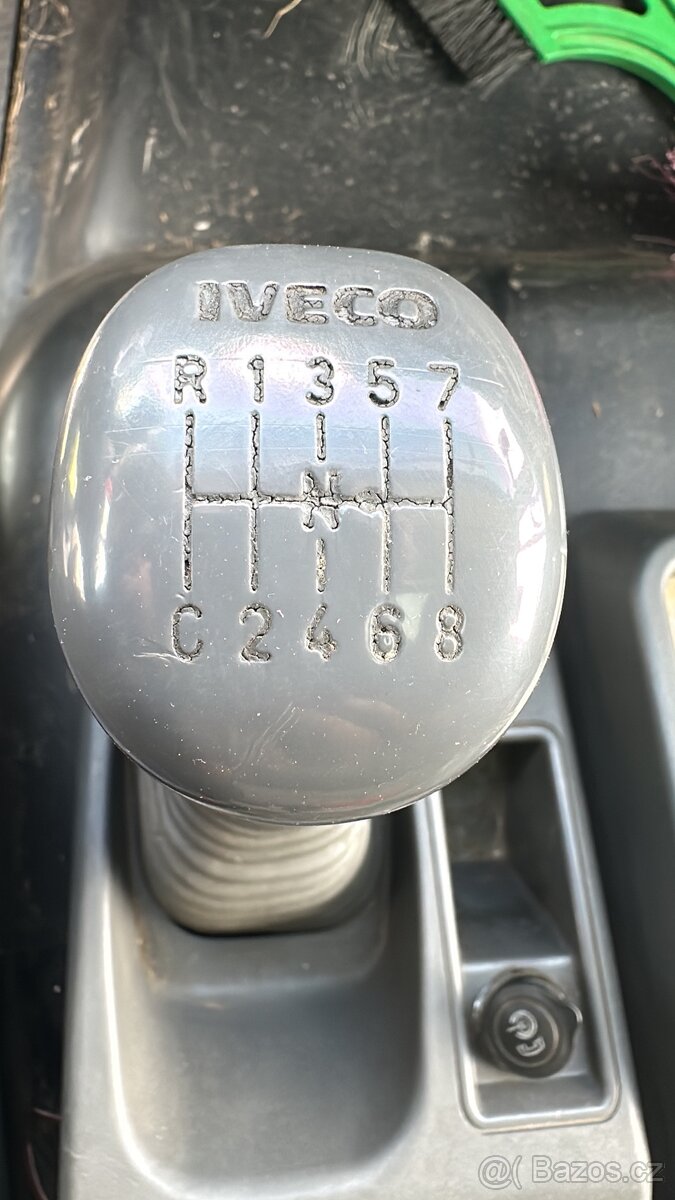 IVECO
R 1 3 5 7
N
C 2 4 6 8
@( Bazos.cz